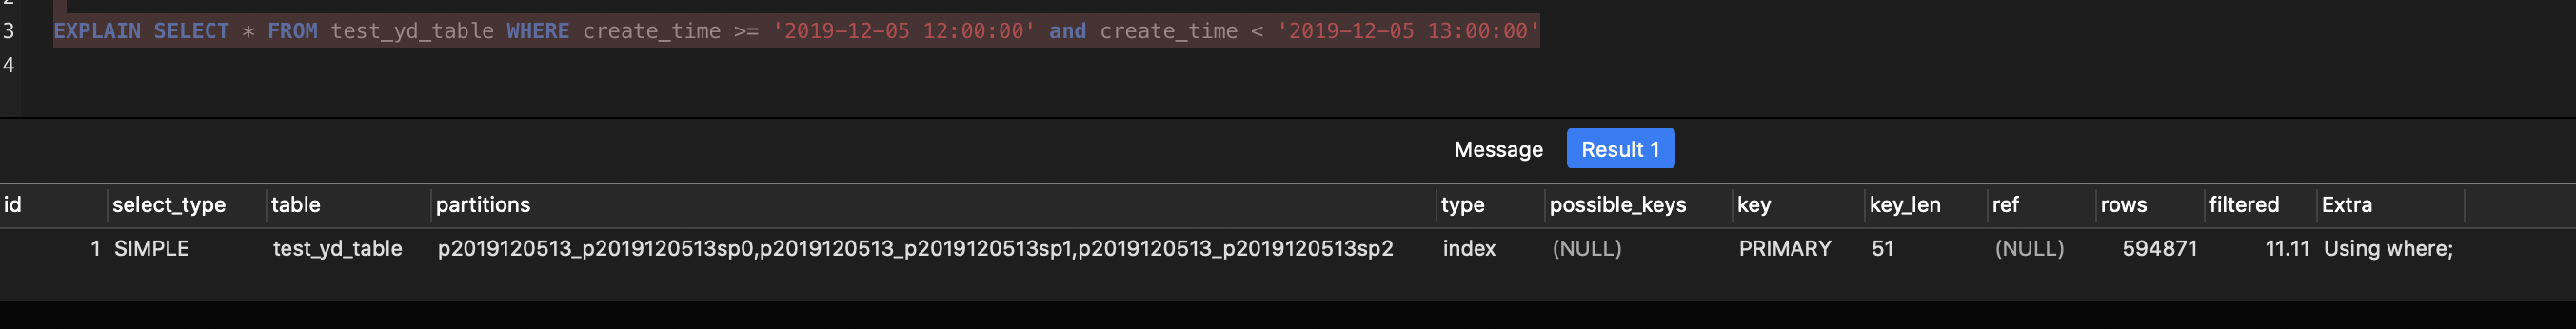 3 EXPLAIN SELECT * FROM test_yd_table WHERE create_time >= '2019-12-05 12:00:00' and create_time < '2019-12-05 13:00:00'
4
Message Result 1
id select_type table partitions type possible_keys key key_len ref rows filtered Extra
1 SIMPLE test_yd_table p2019120513_p2019120513sp0,p2019120513_p2019120513sp1,p2019120513_p2019120513sp2 index (NULL) PRIMARY 51 (NULL) 594871 11.11 Using where;